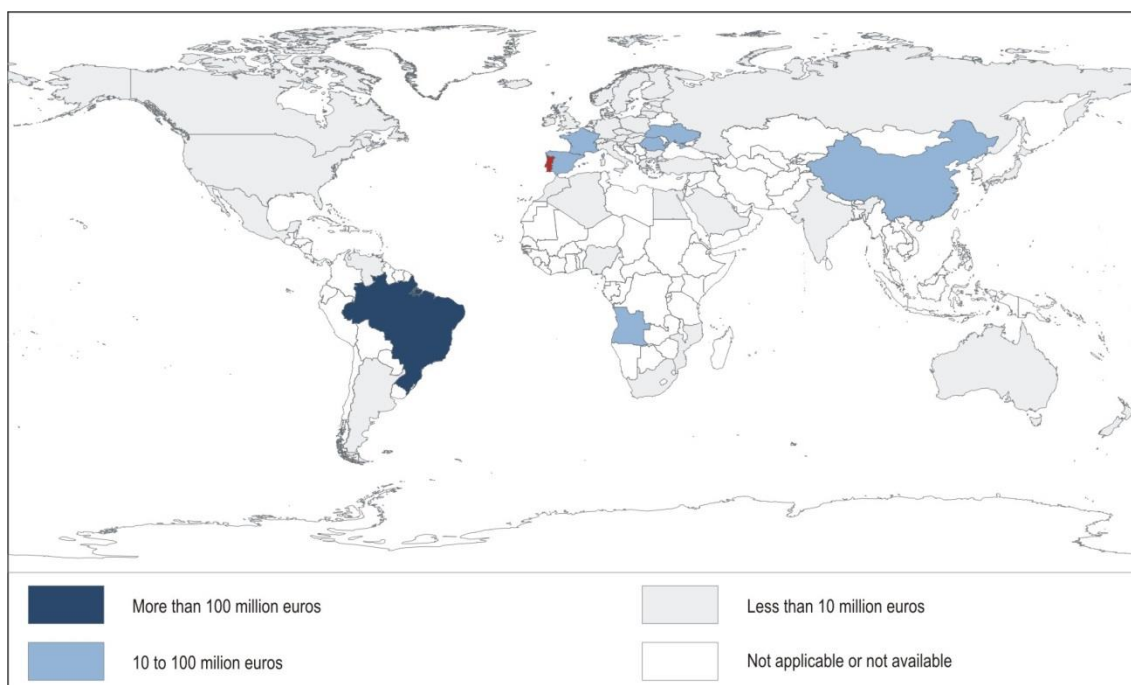 More than 100 million euros
Less than 10 million euros
10 to 100 milion euros
Not applicable or not available